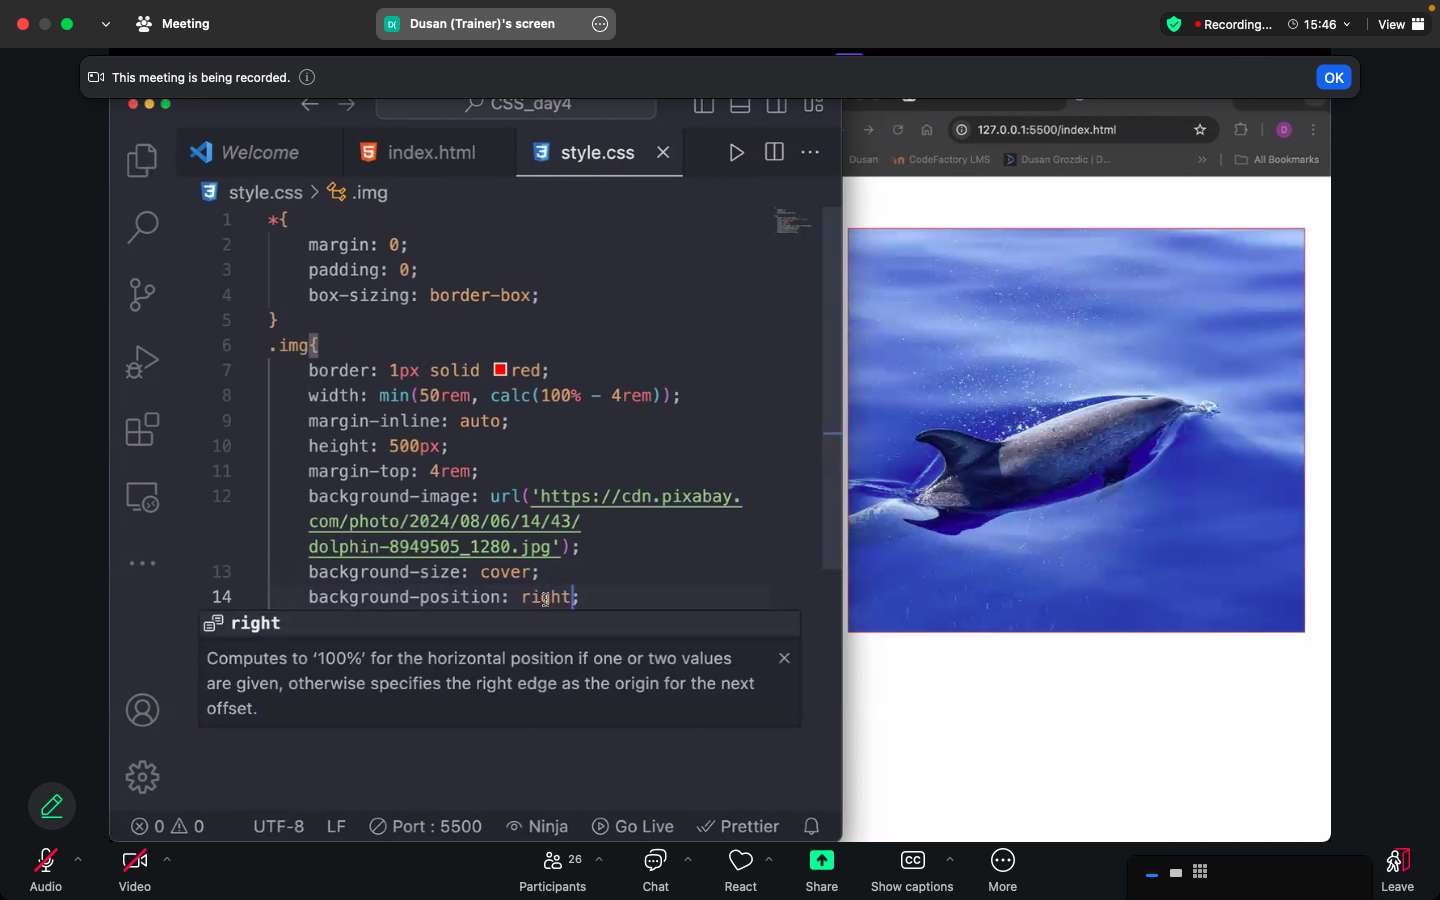 Meeting
D( Dusan (Trainer)'s screen
Recording...
15:46
View
This meeting is being recorded.
OK
CSS_day4
Welcome
index.html
style.css
style.css > .img
127.0.0.1:5500/index.html
D
Dusan
CodeFactory LMS
Dusan Grozdic | D...
All Bookmarks
1 *{
2 margin: 0;
3 padding: 0;
4 box-sizing: border-box;
5 }
6 .img{
7 border: 1px solid red;
8 width: min(50rem, calc(100% - 4rem));
9 margin-inline: auto;
10 height: 500px;
11 margin-top: 4rem;
12 background-image: url('https://cdn.pixabay.
com/photo/2024/08/06/14/43/
dolphin-8949505_1280.jpg');
13 background-size: cover;
14 background-position: right;
right
Computes to ‘100%’ for the horizontal position if one or two values
are given, otherwise specifies the right edge as the origin for the next
offset.
0 0 UTF-8 LF Port : 5500 Ninja Go Live Prettier
Audio
Video
26
Participants
Chat
React
Share
CC
Show captions
More
Leave